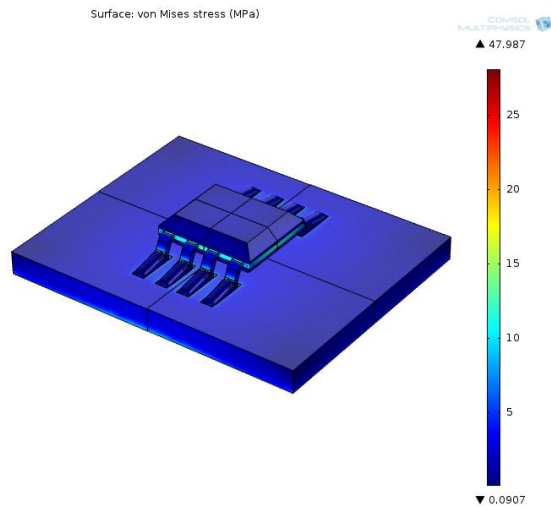 Surface: von Mises stress (MPa)
COMSOL
MULTIPHYSICS
▲ 47.987
25
20
15
10
5
▼ 0.0907